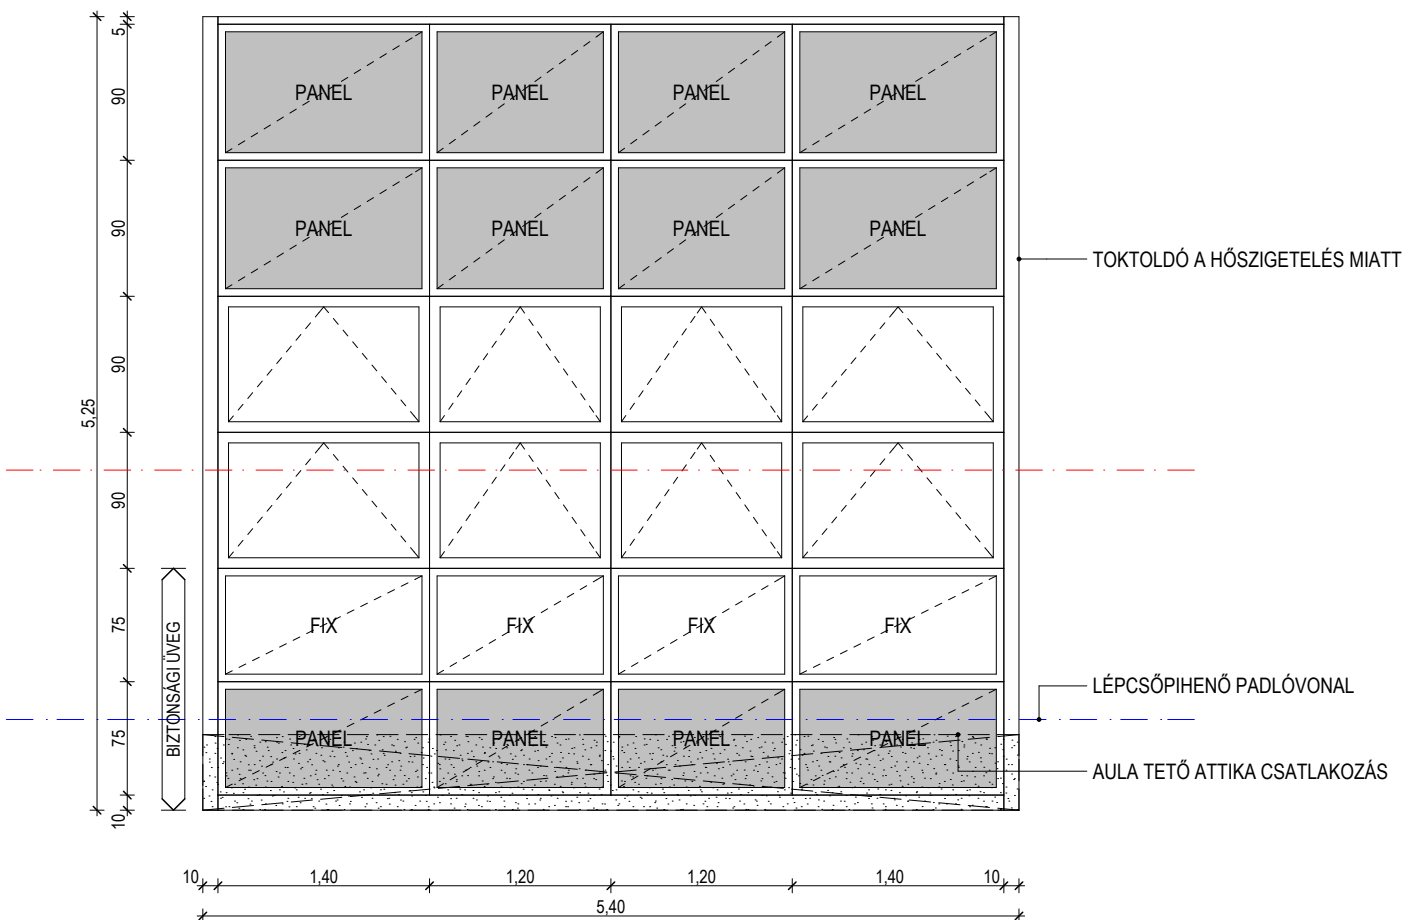 5
90
PANEL PANEL PANEL PANEL
90
PANEL PANEL PANEL PANEL
TOKTOLDÓ A HŐSZIGETELÉS MIATT
90
5,25
90
75
FIX FIX FIX FIX
BIZTONSÁGI ÜVEG
LÉPCSŐPIHENŐ PADLÓVONAL
75
PANEL PANEL PANEL PANEL
AULA TETŐ ATTIKA CSATLAKOZÁS
10
10 1,40 1,20 1,20 1,40 10
5,40